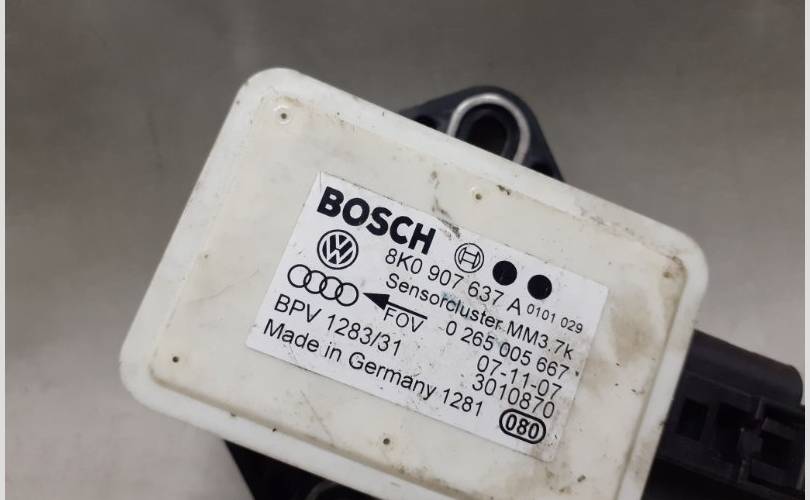 BOSCH
8K0 907 637 A 0101 029
Sensorcluster MM3.7k
FOV 0 265 005 667
BPV 1283/31 07-11-07
3010870
Made in Germany 1281 080